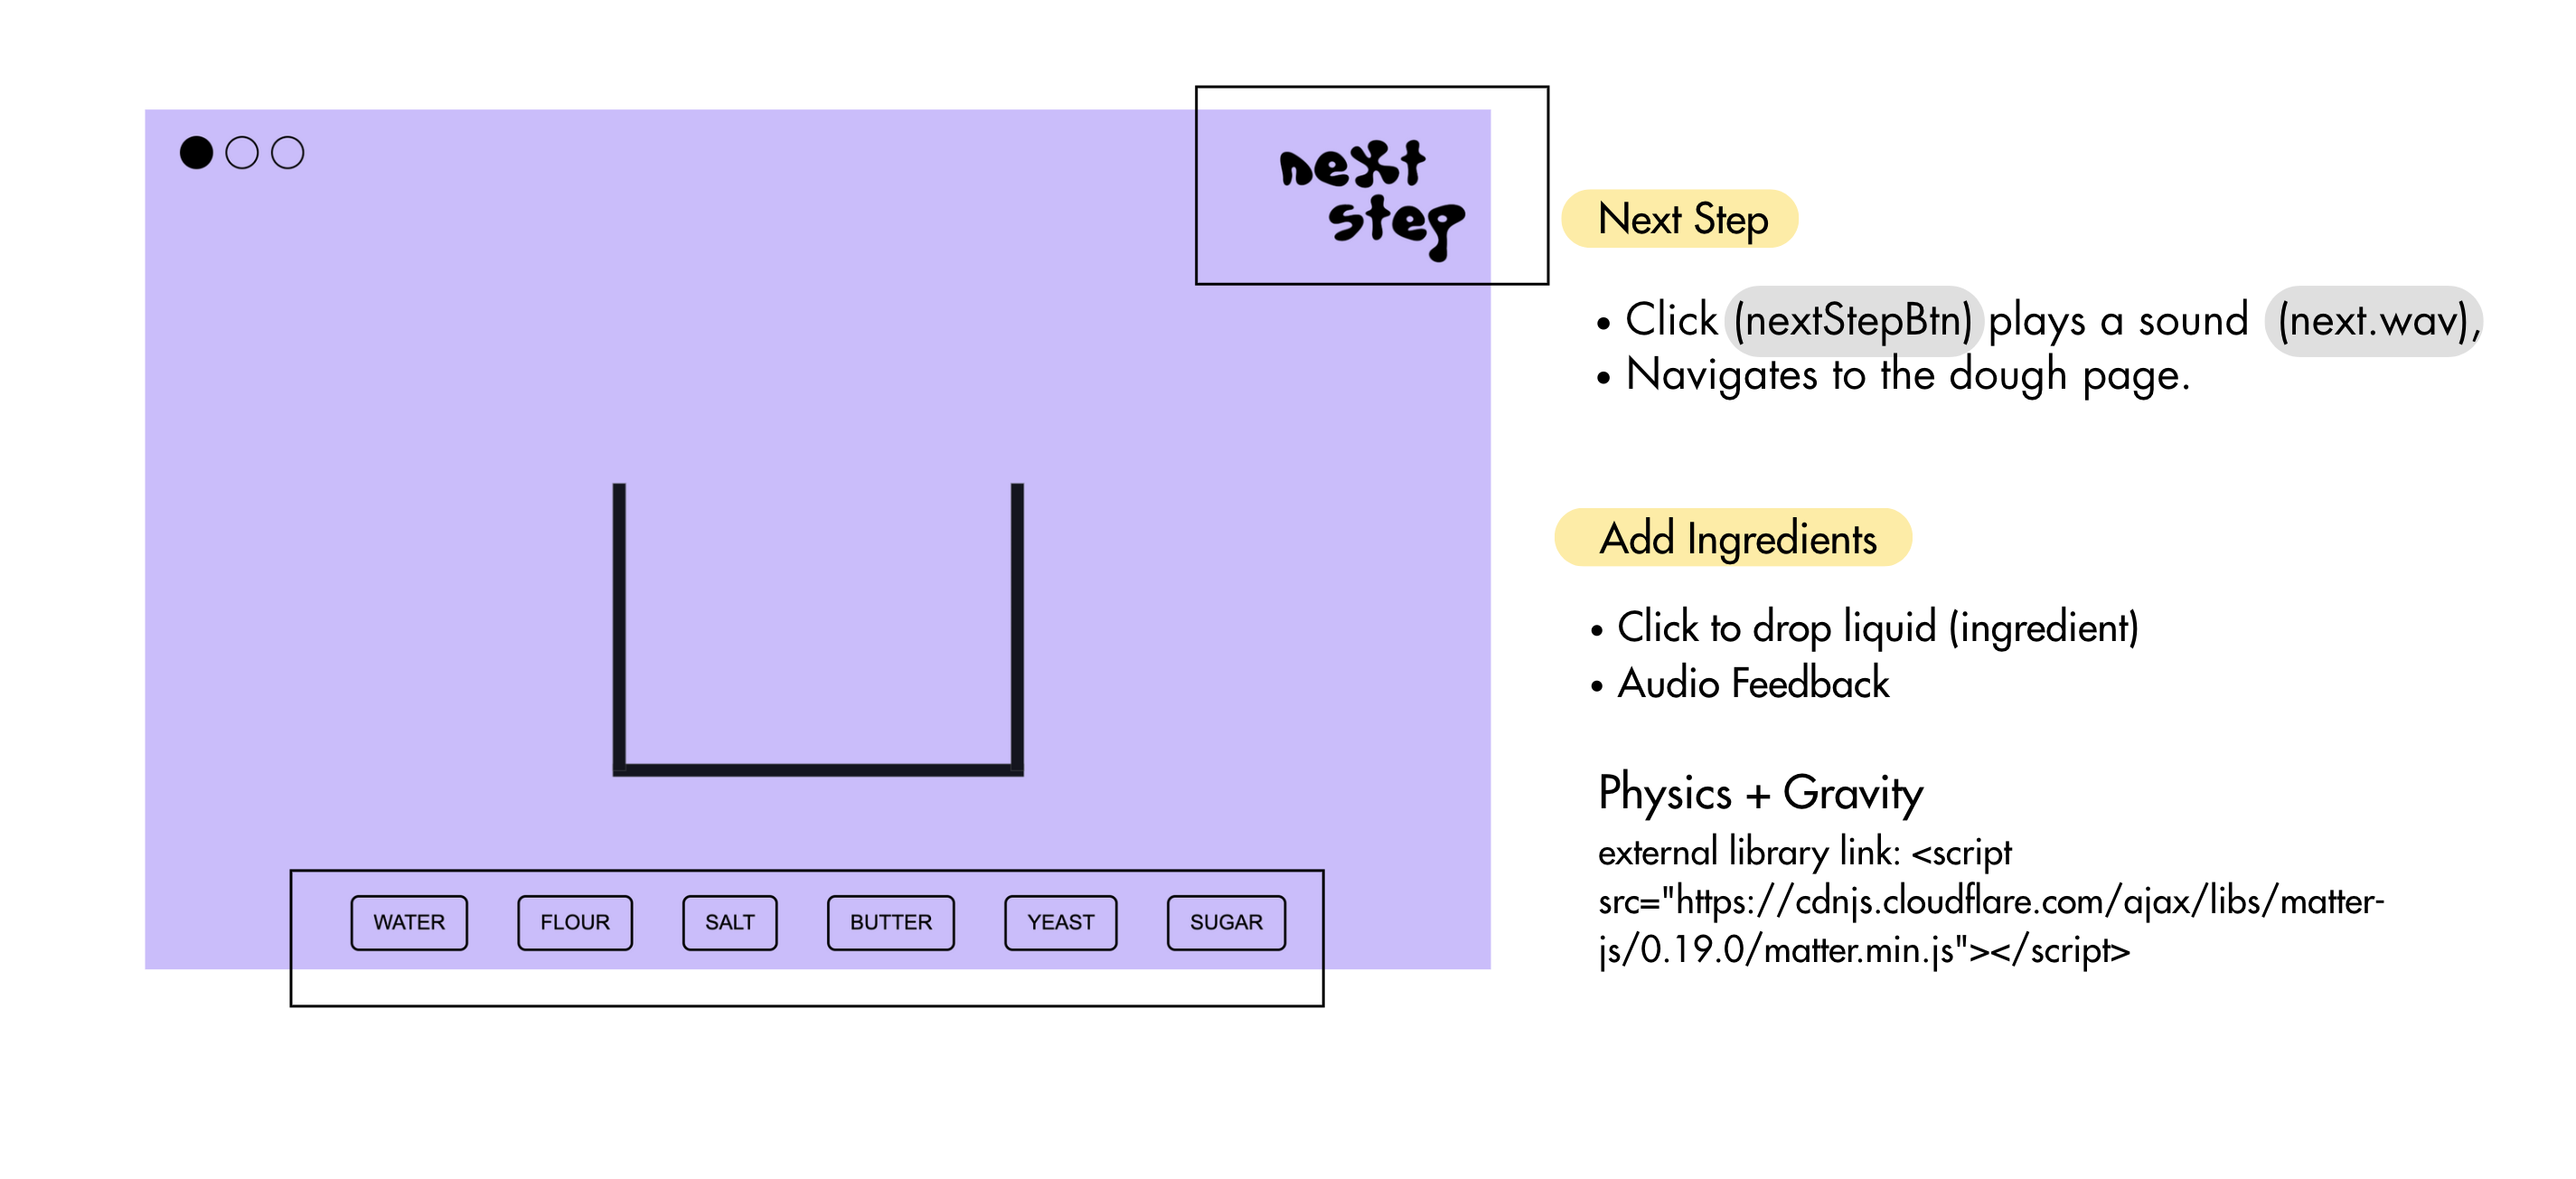 next
step
WATER
FLOUR
SALT
BUTTER
YEAST
SUGAR
Next Step
• Click (nextStepBtn) plays a sound (next.wav),
• Navigates to the dough page.
Add Ingredients
• Click to drop liquid (ingredient)
• Audio Feedback
Physics + Gravity
external library link: <script
src="https://cdnjs.cloudflare.com/ajax/libs/matter-
js/0.19.0/matter.min.js"></script>